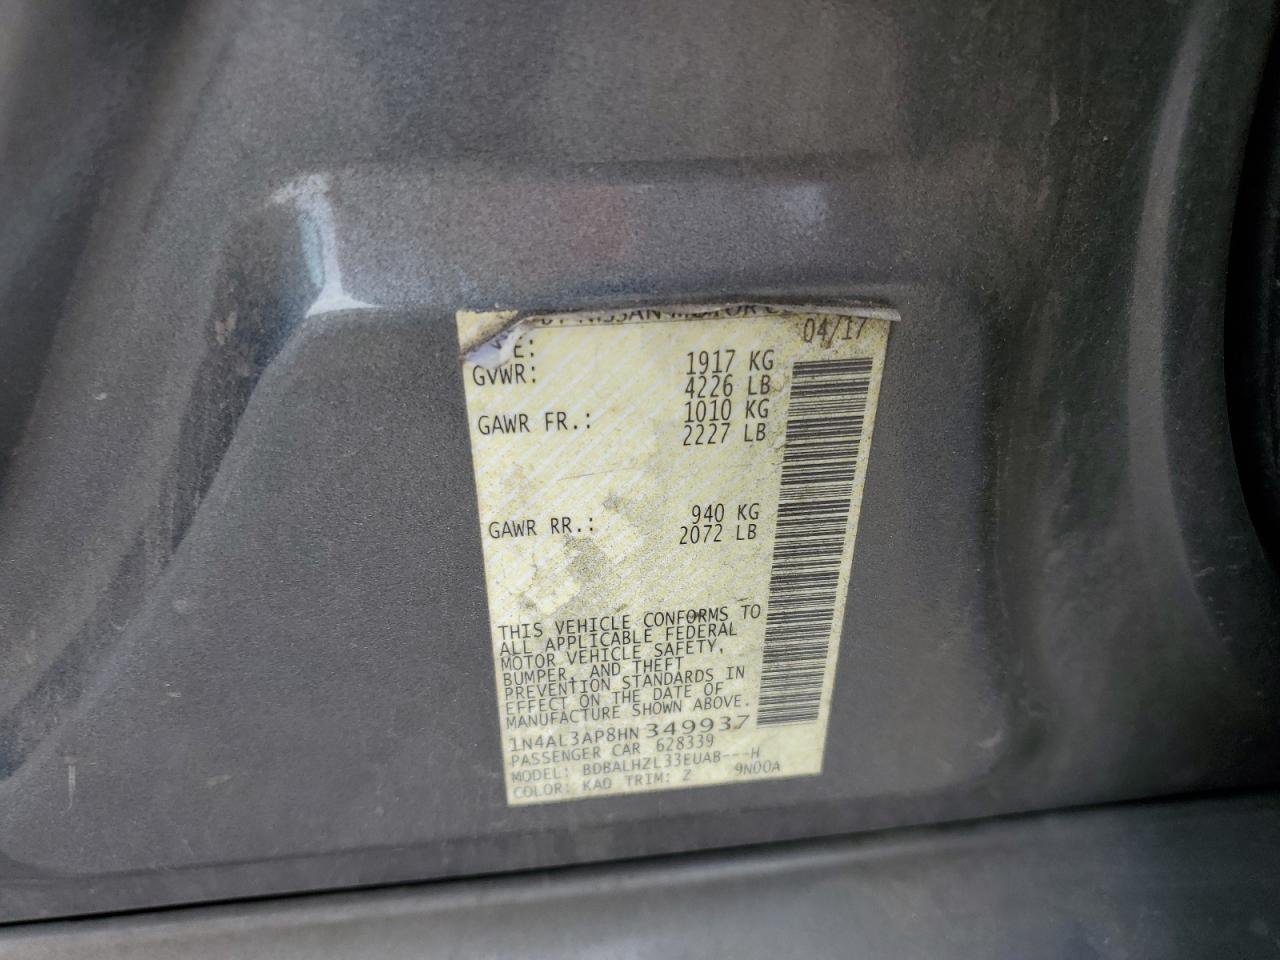 NISSAN MOTOR
04/17
E:
GVWR: 1917 KG
4226 LB
GAWR FR.: 1010 KG
2227 LB
GAWR RR.: 940 KG
2072 LB
THIS VEHICLE CONFORMS TO
ALL APPLICABLE FEDERAL
MOTOR VEHICLE SAFETY,
BUMPER, AND THEFT
PREVENTION STANDARDS IN
EFFECT ON THE DATE OF
MANUFACTURE SHOWN ABOVE.
1N4AL3AP8HN349937
PASSENGER CAR 628339
MODEL: BDBALHZL33EUAB---H
COLOR: KAD TRIM: Z 9N00A